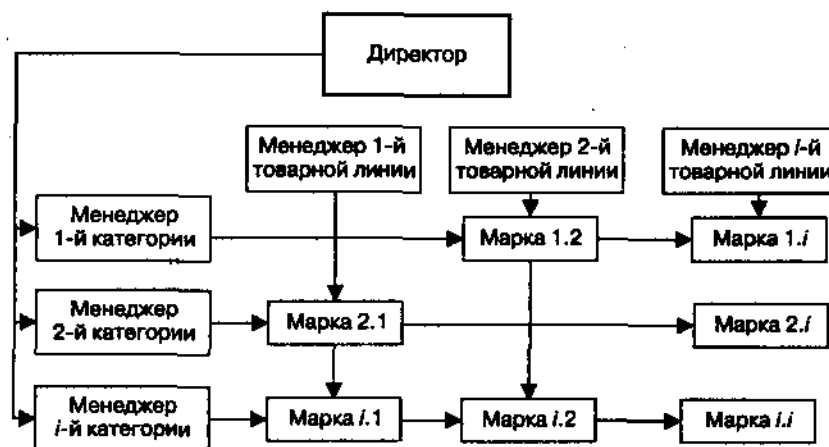 Директор
Менеджер 1-й
товарной линии
Менеджер 2-й
товарной линии
Менеджер i-й
товарной линии
Менеджер
1-й категории
Марка 1.2
Марка 1.i
Менеджер
2-й категории
Марка 2.1
Марка 2.i
Менеджер
i-й категории
Марка i.1
Марка i.2
Марка i.i